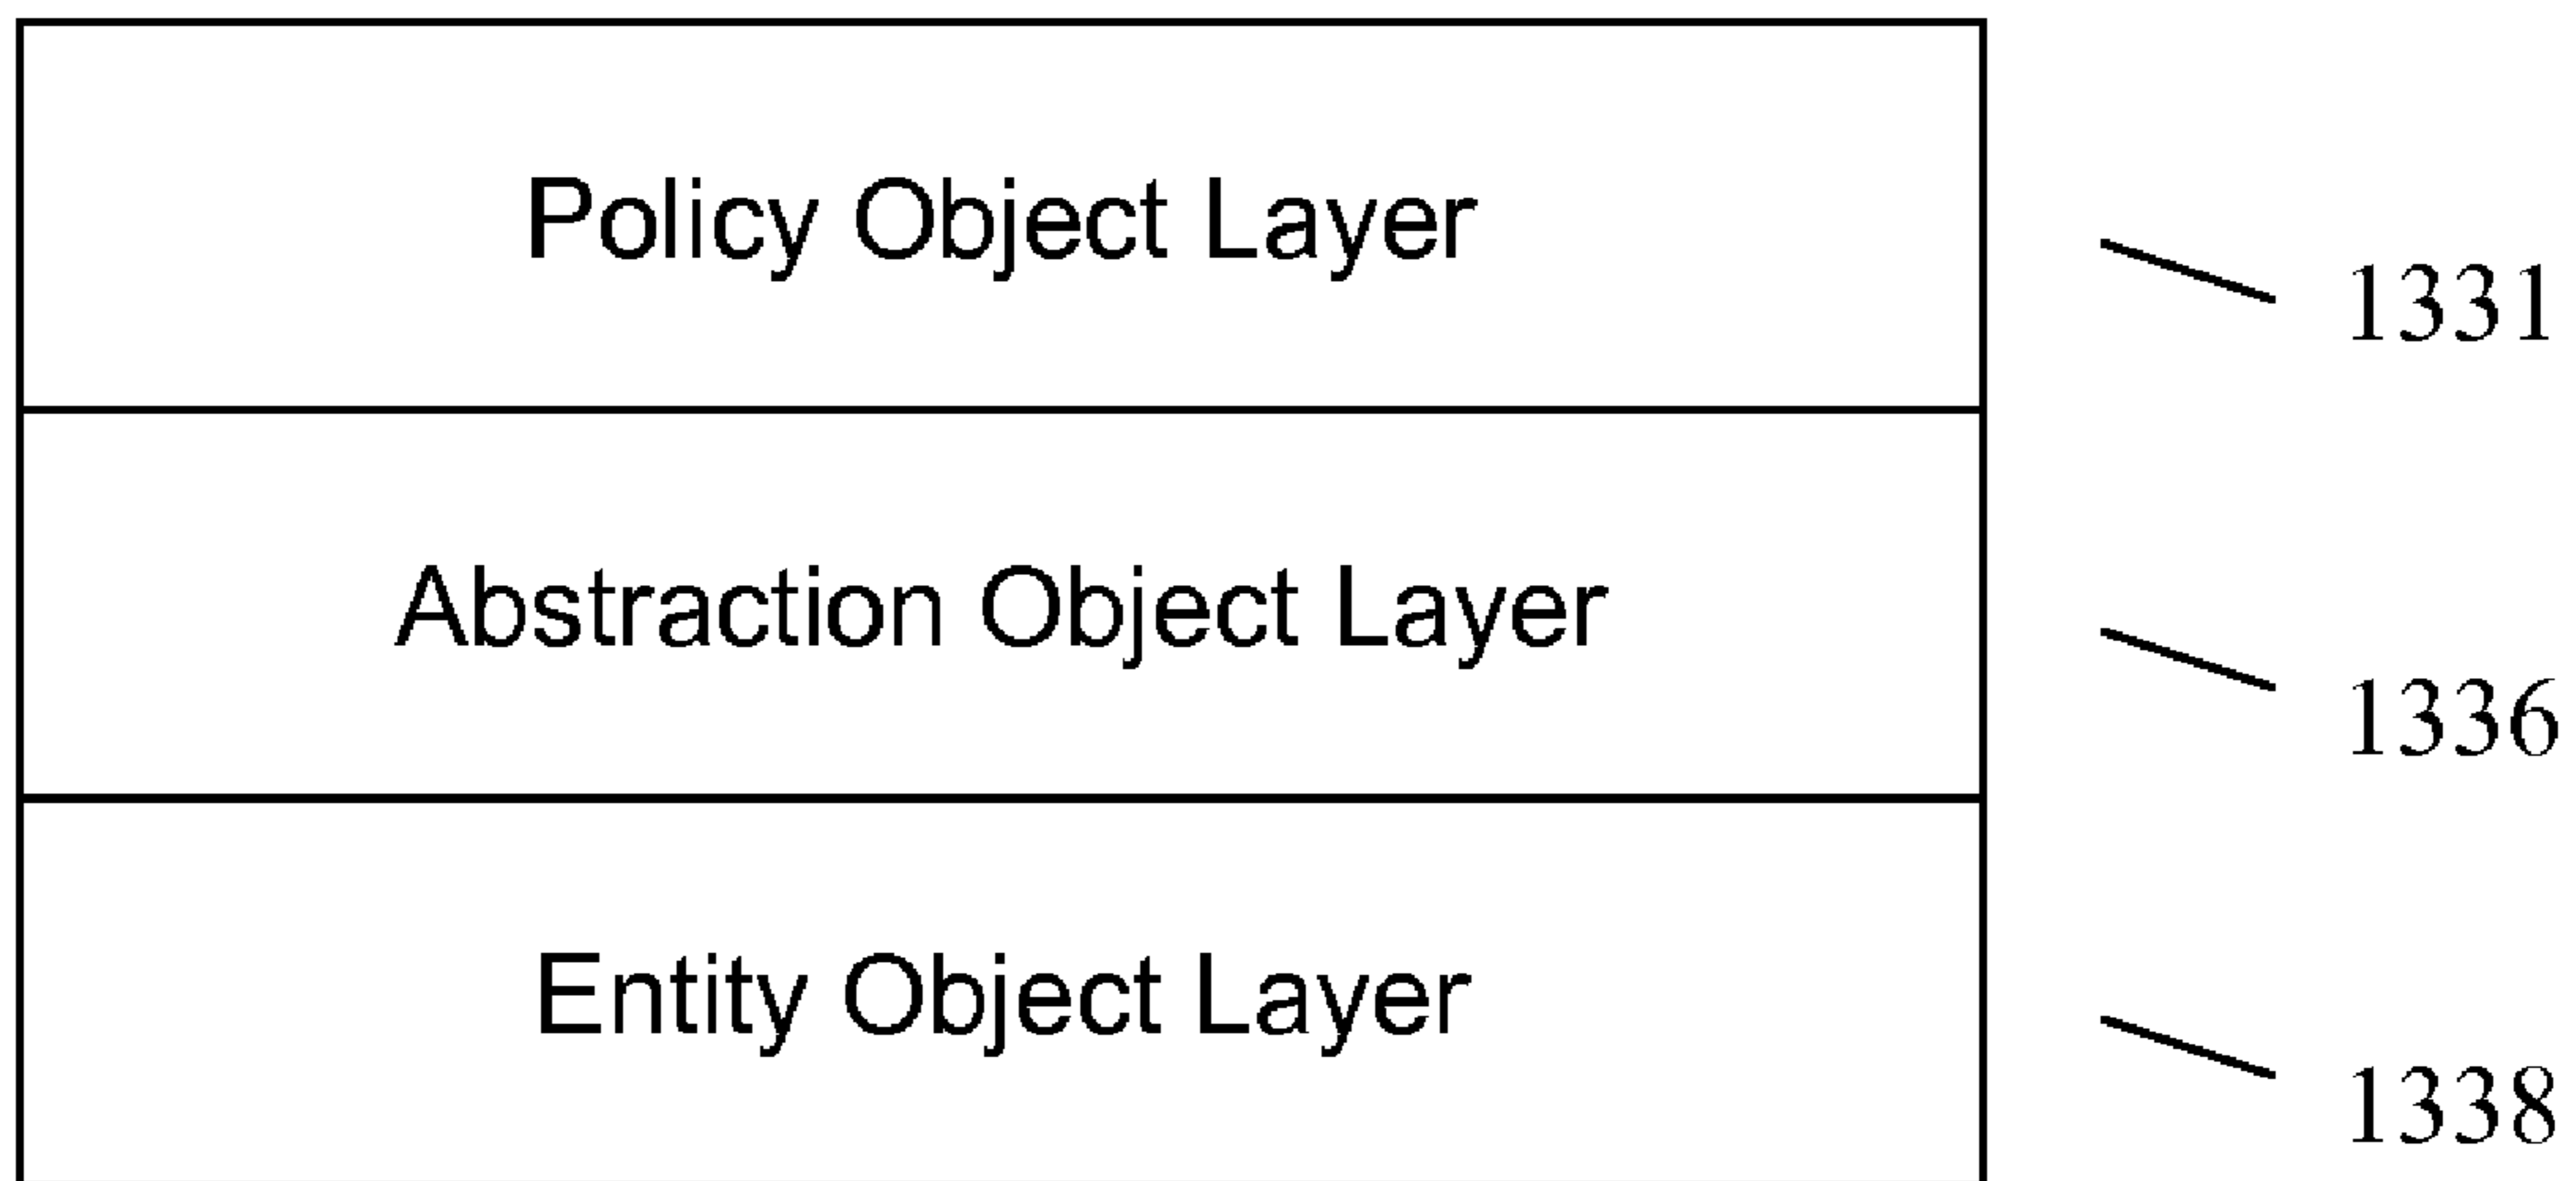 Policy Object Layer
1331
Abstraction Object Layer
1336
Entity Object Layer
1338